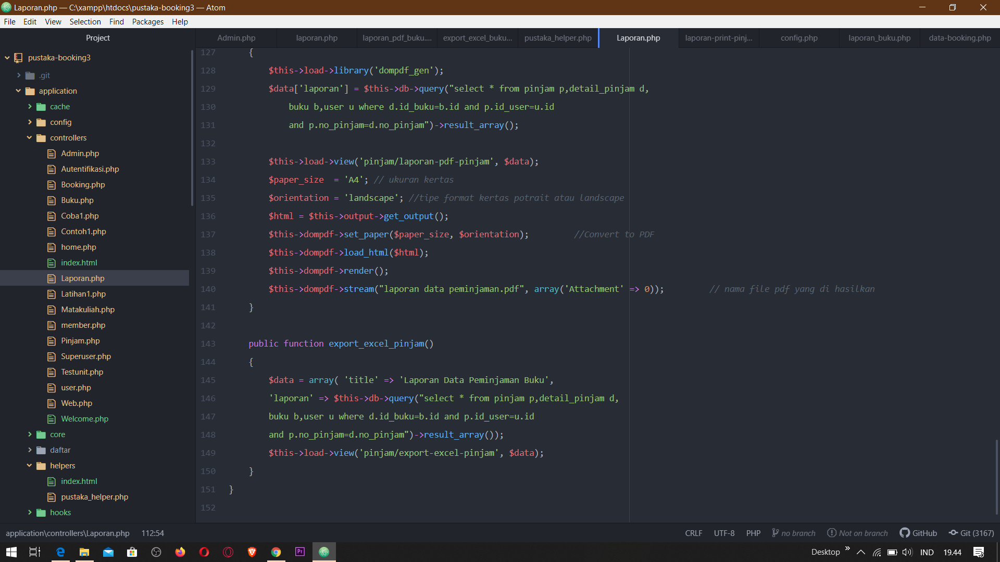 Laporan.php — C:\xampp\htdocs\pustaka-booking3 — Atom
File Edit View Selection Find Packages Help
Project
Admin.php laporan.php laporan_pdf_buku.... export_excel_buku... pustaka_helper.php Laporan.php laporan-print-pinj... config.php laporan_buku.php data-booking.php
pustaka-booking3
.git
application
cache
config
controllers
Admin.php
Autentifikasi.php
Booking.php
Buku.php
Coba1.php
Contoh1.php
home.php
index.html
Laporan.php
Latihan1.php
Matakuliah.php
member.php
Pinjam.php
Superuser.php
Testunit.php
user.php
Web.php
Welcome.php
core
daftar
helpers
index.html
pustaka_helper.php
hooks
127 {
128 $this->load->library('dompdf_gen');
129 $data['laporan'] = $this->db->query("select * from pinjam p,detail_pinjam d,
130 buku b,user u where d.id_buku=b.id and p.id_user=u.id
131 and p.no_pinjam=d.no_pinjam")->result_array();
132
133 $this->load->view('pinjam/laporan-pdf-pinjam', $data);
134 $paper_size  = 'A4'; // ukuran kertas
135 $orientation = 'landscape'; //tipe format kertas potrait atau landscape
136 $html = $this->output->get_output();
137 $this->dompdf->set_paper($paper_size, $orientation); //Convert to PDF
138 $this->dompdf->load_html($html);
139 $this->dompdf->render();
140 $this->dompdf->stream("laporan data peminjaman.pdf", array('Attachment' => 0)); // nama file pdf yang di hasilkan
141 }
142
143 public function export_excel_pinjam()
144 {
145 $data = array( 'title' => 'Laporan Data Peminjaman Buku',
146 'laporan' => $this->db->query("select * from pinjam p,detail_pinjam d,
147 buku b,user u where d.id_buku=b.id and p.id_user=u.id
148 and p.no_pinjam=d.no_pinjam")->result_array());
149 $this->load->view('pinjam/export-excel-pinjam', $data);
150 }
151 }
152
application\controllers\Laporan.php 112:54 CRLF UTF-8 PHP no branch Not on branch GitHub Git (3167)
Pr Desktop » IND 19.44